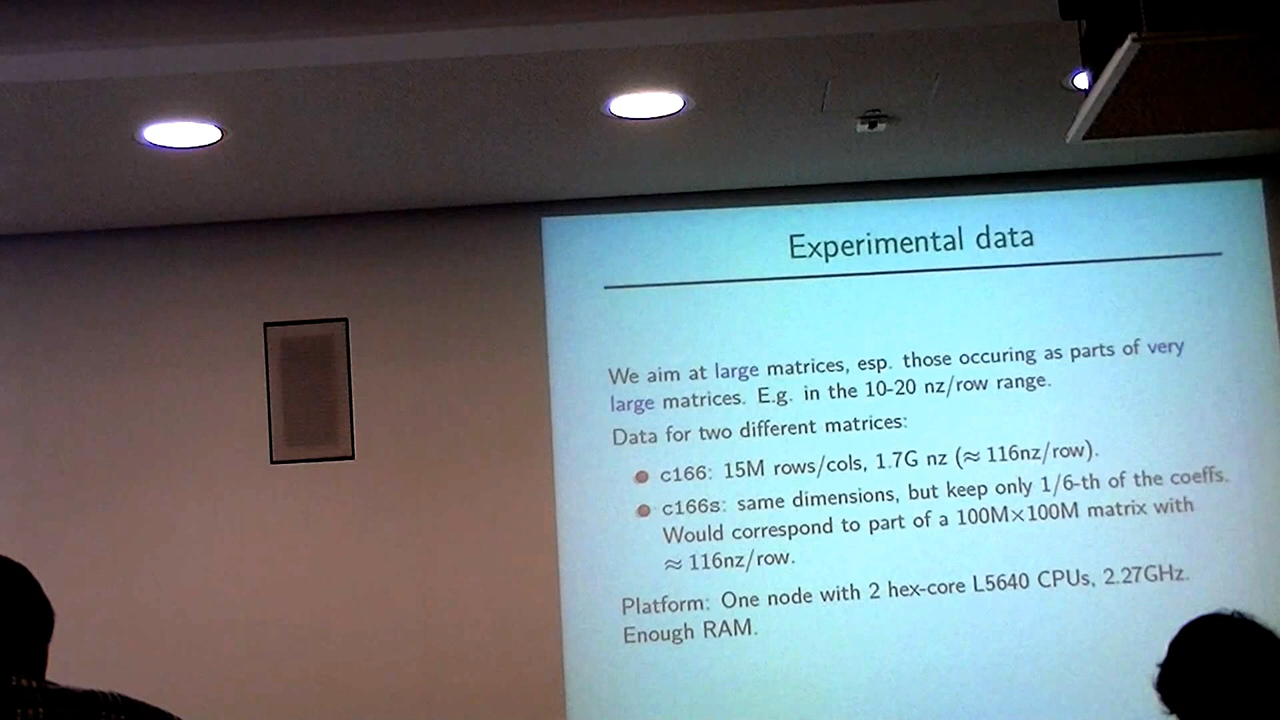 Experimental data
We aim at large matrices, esp. those occuring as parts of very
large matrices. E.g. in the 10-20 nz/row range.
Data for two different matrices:
c166: 15M rows/cols, 1.7G nz (≈ 116nz/row).
c166s: same dimensions, but keep only 1/6-th of the coeffs.
Would correspond to part of a 100M×100M matrix with
≈ 116nz/row.
Platform: One node with 2 hex-core L5640 CPUs, 2.27GHz.
Enough RAM.